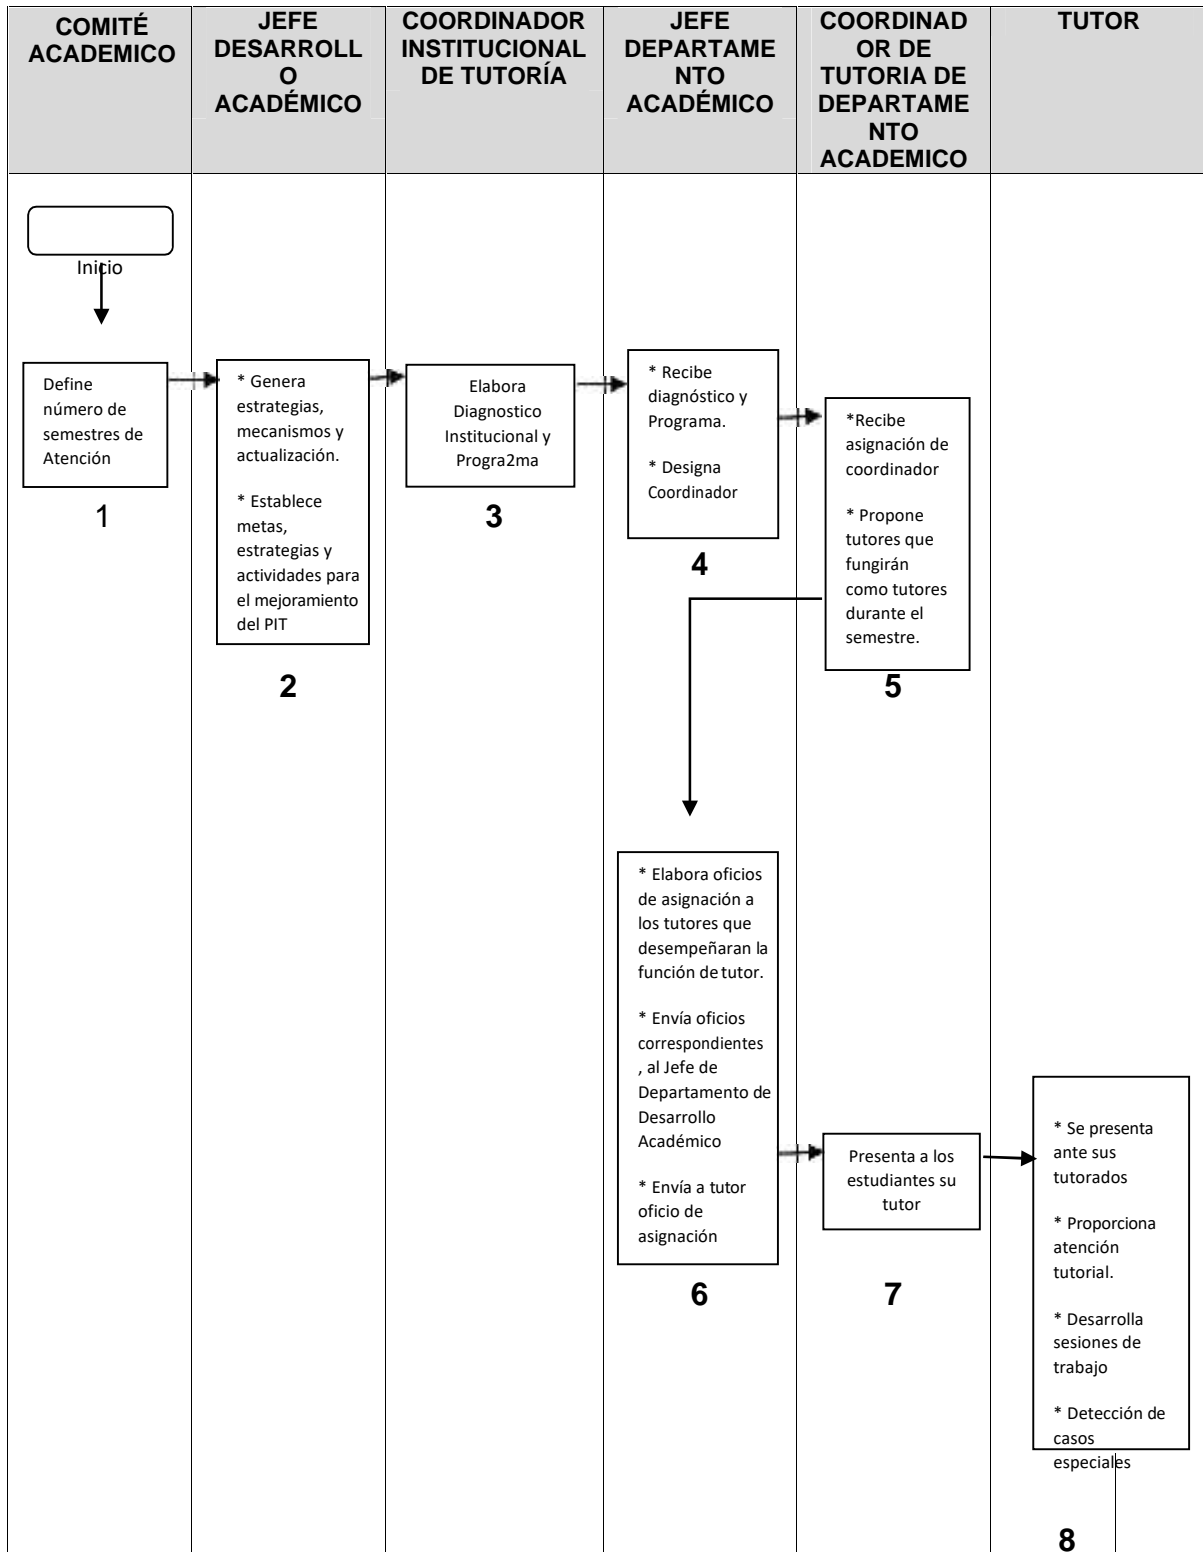 COMITÉ
ACADEMICO
JEFE
DESARROLL
O
ACADÉMICO
COORDINADOR
INSTITUCIONAL
DE TUTORÍA
JEFE
DEPARTAME
NTO
ACADÉMICO
COORDINAD
OR DE
TUTORIA DE
DEPARTAME
NTO
ACADEMICO
TUTOR
Inicio
Define
número de
semestres de
Atención
1
* Genera
estrategias,
mecanismos y
actualización.
* Establece
metas,
estrategias y
actividades para
el mejoramiento
del PIT
2
Elabora
Diagnostico
Institucional y
Progra2ma
3
* Recibe
diagnóstico y
Programa.
* Designa
Coordinador
4
*Recibe
asignación de
coordinador
* Propone
tutores que
fungirán
como tutores
durante el
semestre.
5
* Elabora oficios
de asignación a
los tutores que
desempeñaran la
función de tutor.
* Envía oficios
correspondientes
, al Jefe de
Departamento de
Desarrollo
Académico
* Envía a tutor
oficio de
asignación
6
Presenta a los
estudiantes su
tutor
7
* Se presenta
ante sus
tutorados
* Proporciona
atención
tutorial.
* Desarrolla
sesiones de
trabajo
* Detección de
casos
especiales
8